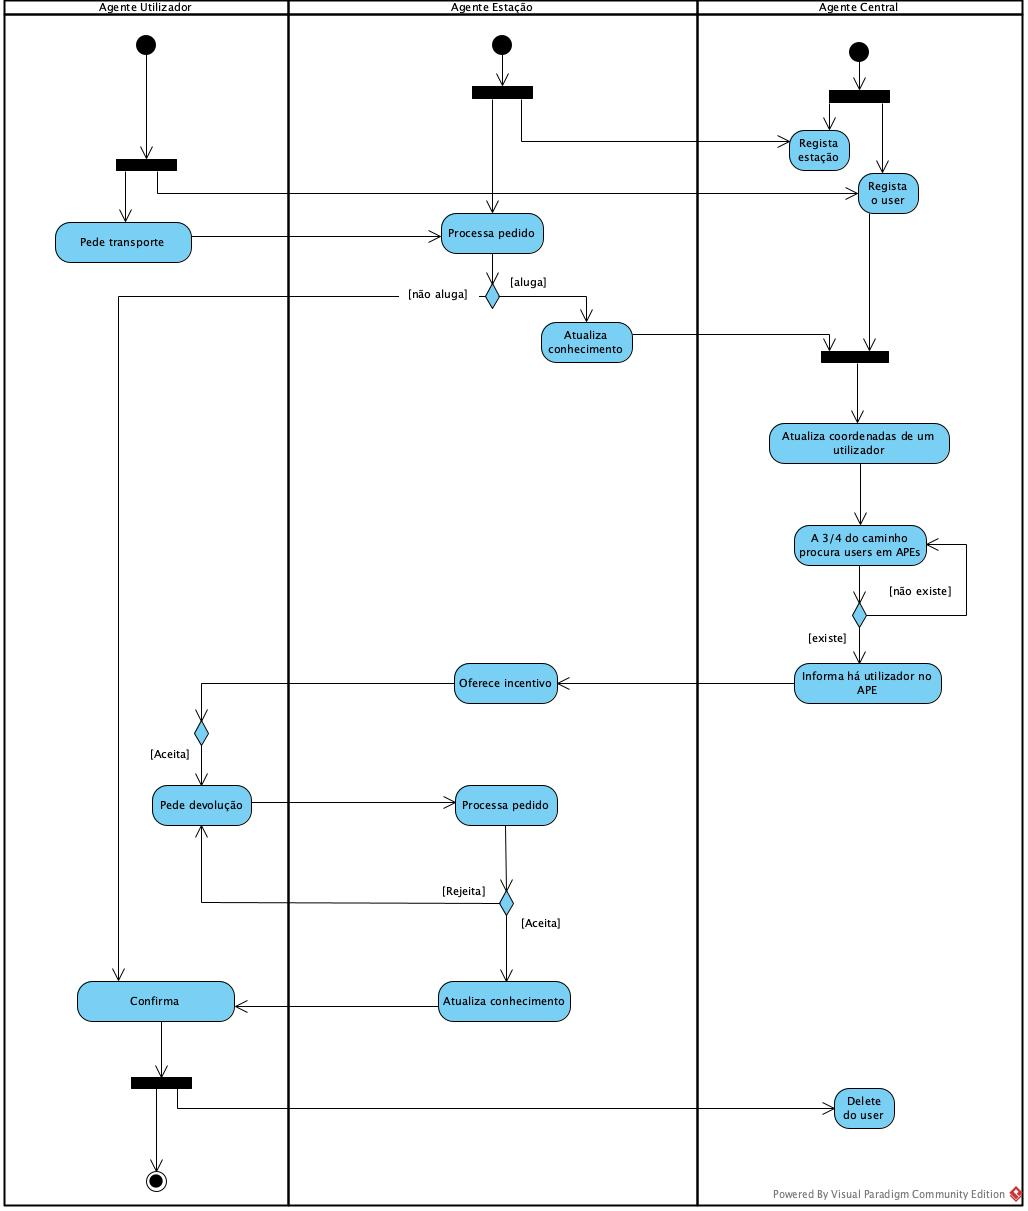 Agente Utilizador
Agente Estação
Agente Central
Regista
estação
Regista
o user
Pede transporte
Processa pedido
[aluga]
[não aluga]
Atualiza
conhecimento
Atualiza coordenadas de um
utilizador
A 3/4 do caminho
procura users em APEs
[não existe]
[existe]
Oferece incentivo
Informa há utilizador no
APE
[Aceita]
Pede devolução
Processa pedido
[Rejeita]
[Aceita]
Confirma
Atualiza conhecimento
Delete
do user
Powered By Visual Paradigm Community Edition